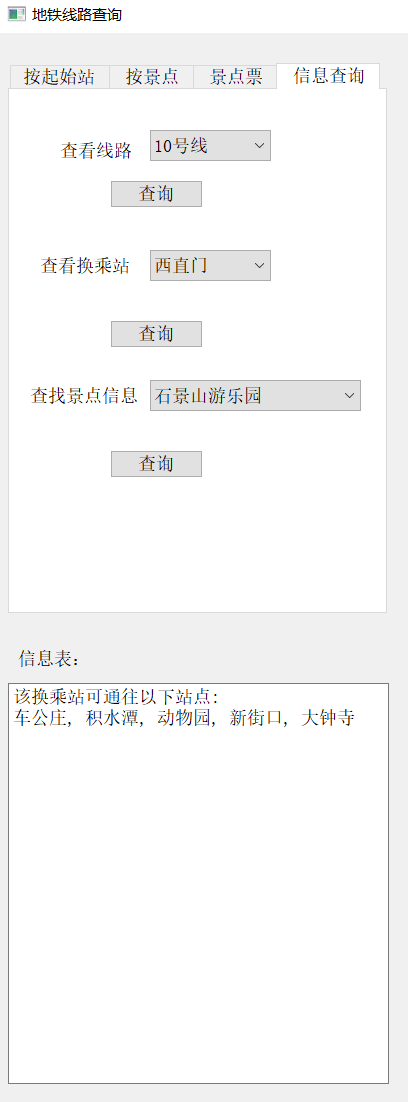 地铁线路查询
按起始站 按景点 景点票 信息查询
查看线路 10号线
查询
查看换乘站 西直门
查询
查找景点信息 石景山游乐园
查询
信息表:
该换乘站可通往以下站点:
车公庄, 积水潭, 动物园, 新街口, 大钟寺